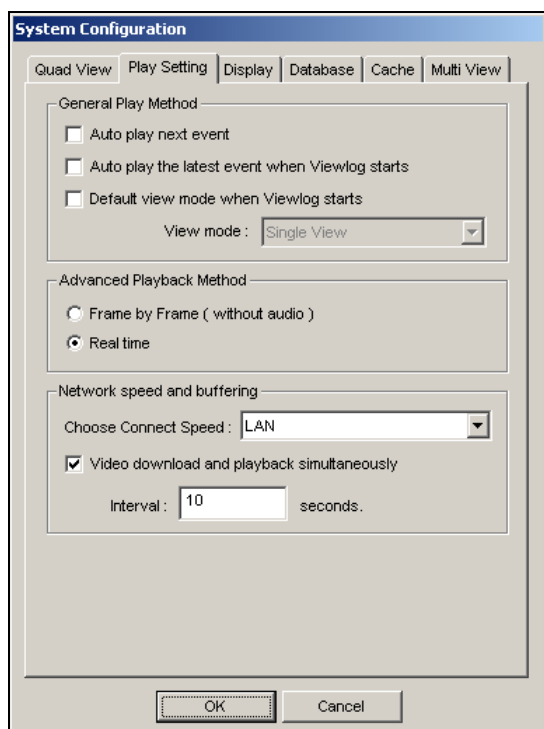 System Configuration
Quad View Play Setting Display Database Cache Multi View
General Play Method
Auto play next event
Auto play the latest event when Viewlog starts
Default view mode when Viewlog starts
View mode : Single View
Advanced Playback Method
Frame by Frame ( without audio )
Real time
Network speed and buffering
Choose Connect Speed : LAN
Video download and playback simultaneously
Interval : 10 seconds.
OK Cancel